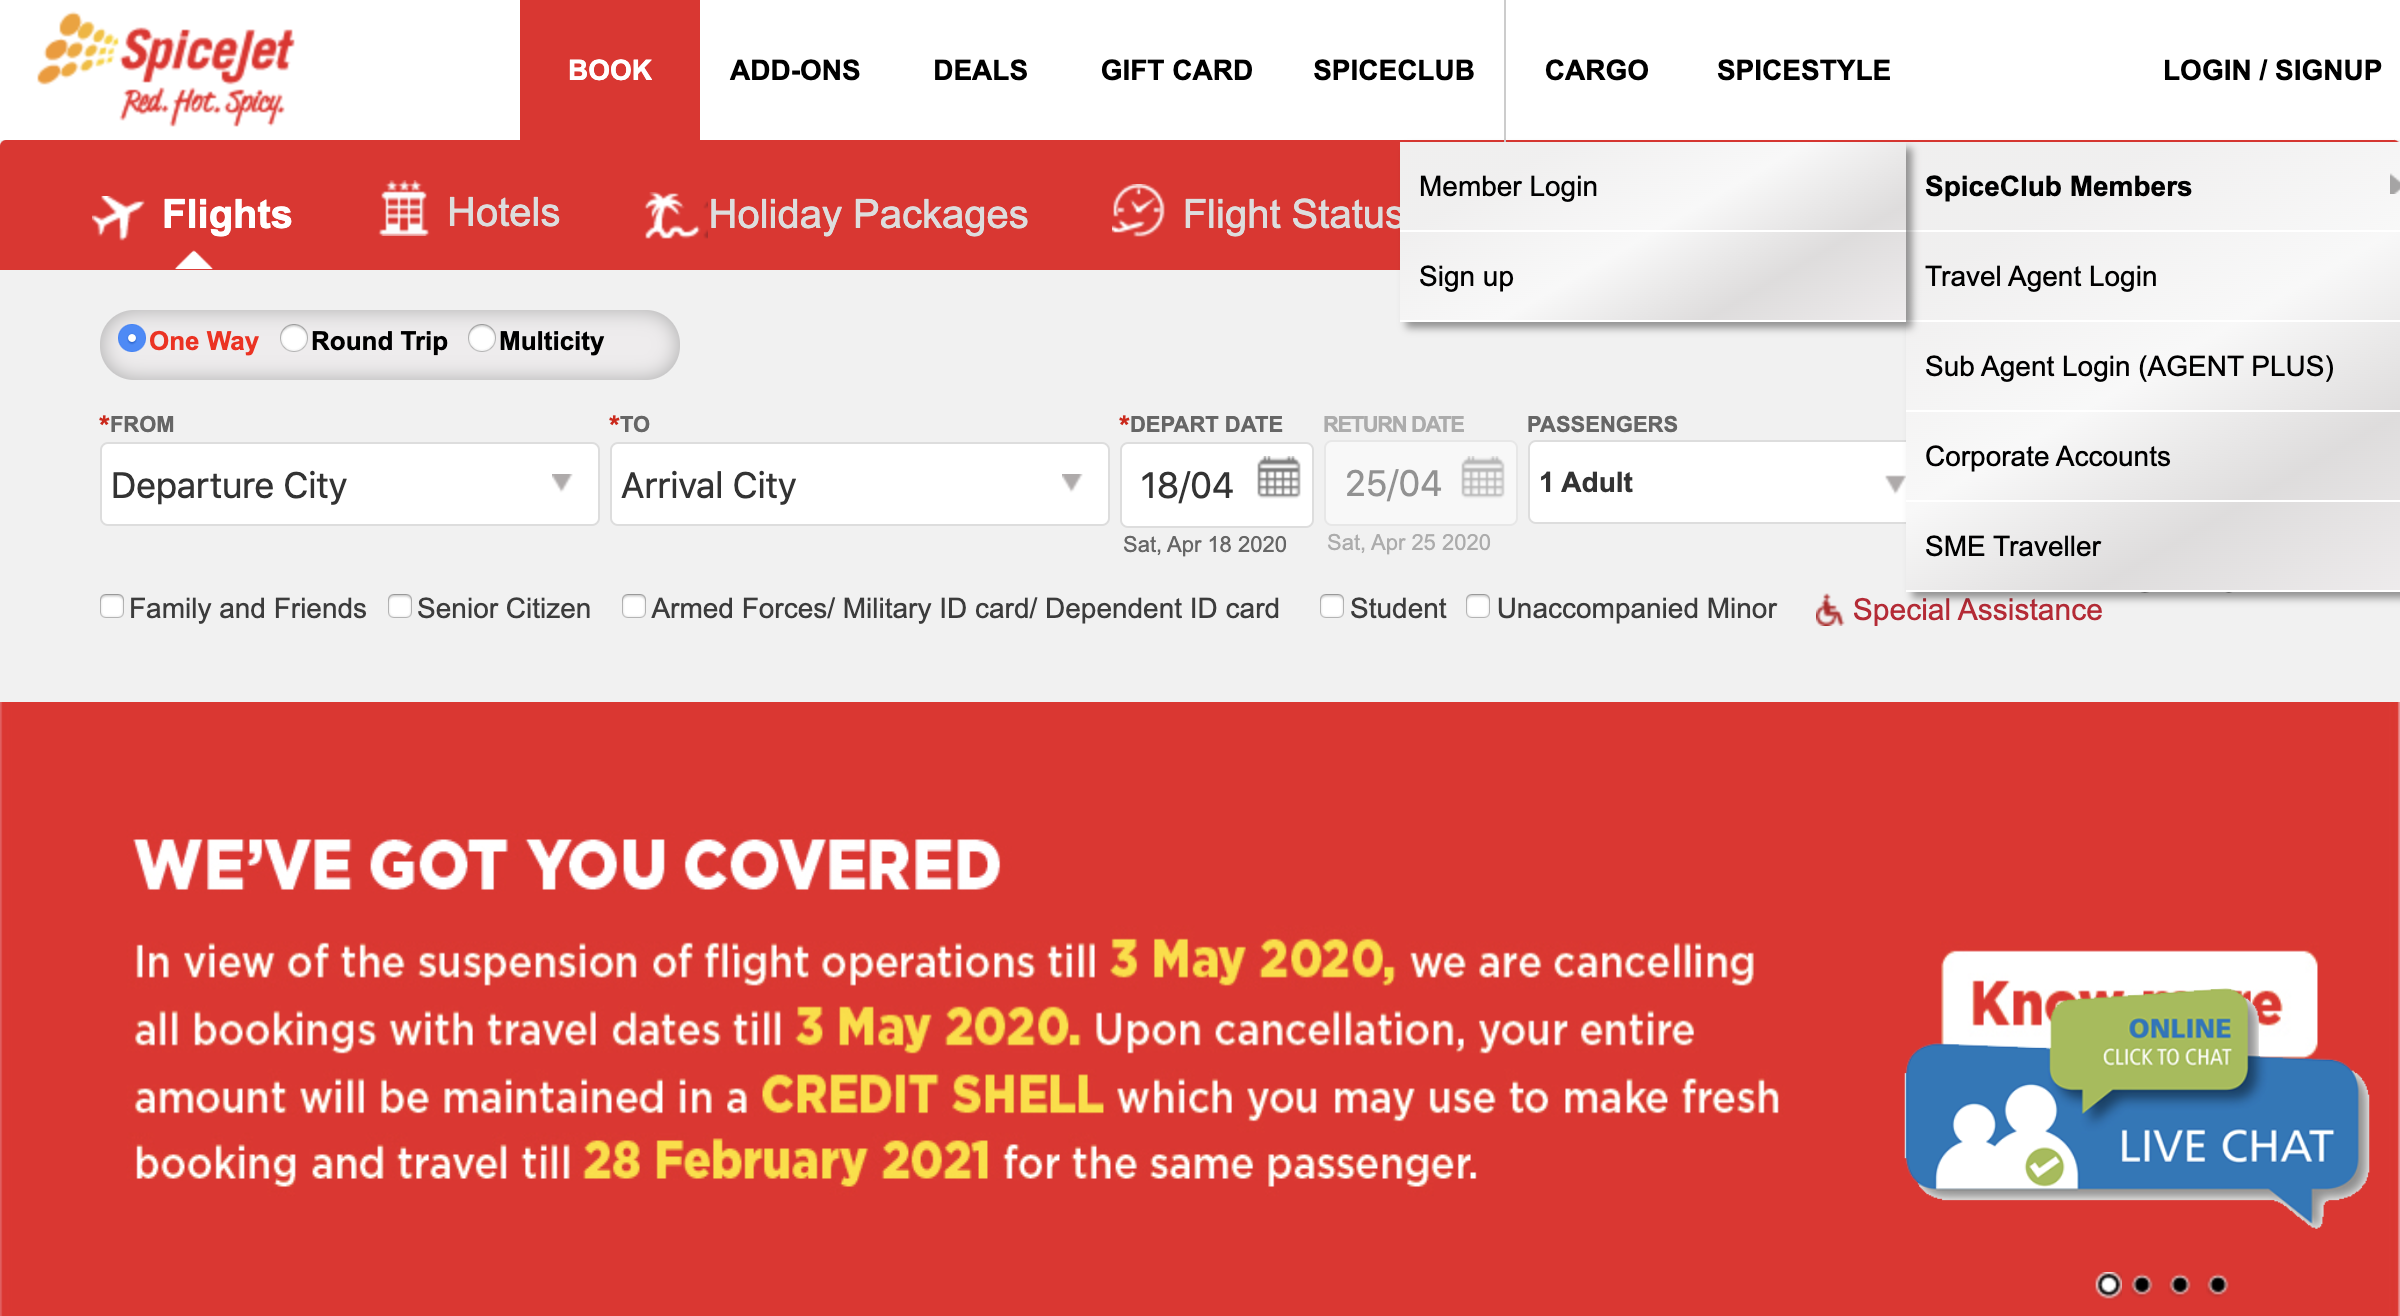 SpiceJet
Red. Hot. Spicy.
BOOK ADD-ONS DEALS GIFT CARD SPICECLUB CARGO SPICESTYLE LOGIN / SIGNUP
Flights Hotels Holiday Packages Flight Status
Member Login
Sign up
SpiceClub Members
Travel Agent Login
Sub Agent Login (AGENT PLUS)
Corporate Accounts
SME Traveller
One Way Round Trip Multicity
*FROM *TO *DEPART DATE RETURN DATE PASSENGERS
Departure City Arrival City 18/04 25/04 1 Adult
Sat, Apr 18 2020 Sat, Apr 25 2020
Family and Friends Senior Citizen Armed Forces/ Military ID card/ Dependent ID card Student Unaccompanied Minor Special Assistance
WE'VE GOT YOU COVERED
In view of the suspension of flight operations till 3 May 2020, we are cancelling
all bookings with travel dates till 3 May 2020. Upon cancellation, your entire
amount will be maintained in a CREDIT SHELL which you may use to make fresh
booking and travel till 28 February 2021 for the same passenger.
Know more
ONLINE
CLICK TO CHAT
LIVE CHAT